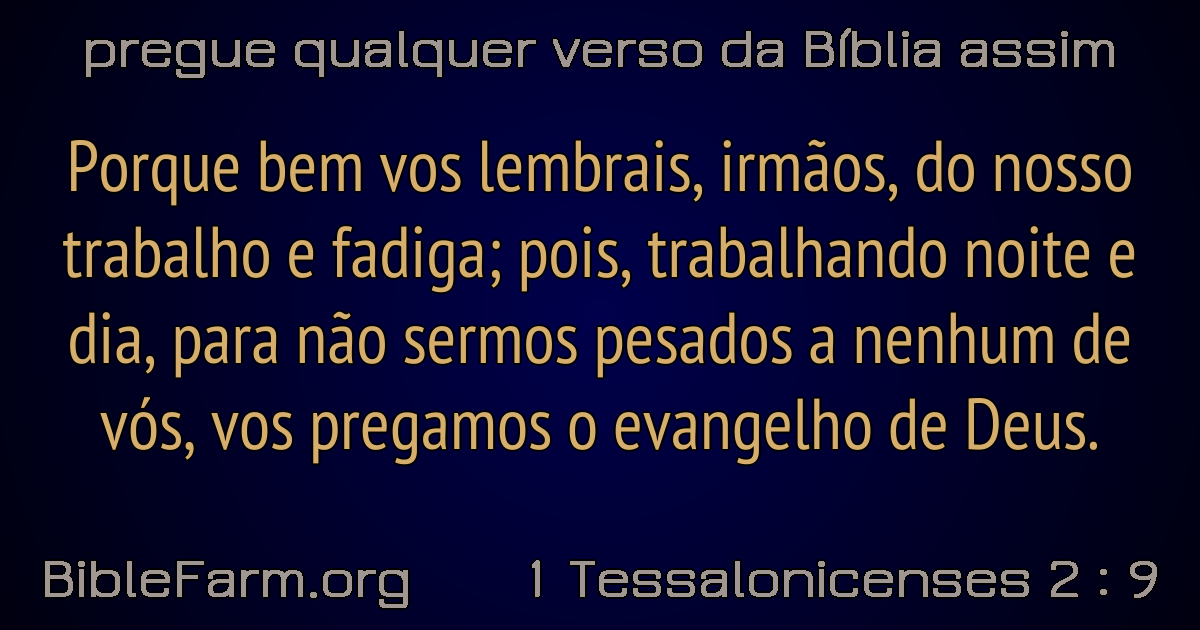 pregue qualquer verso da Bíblia assim
Porque bem vos lembrais, irmãos, do nosso
trabalho e fadiga; pois, trabalhando noite e
dia, para não sermos pesados a nenhum de
vós, vos pregamos o evangelho de Deus.
BibleFarm.org 1 Tessalonicenses 2 : 9